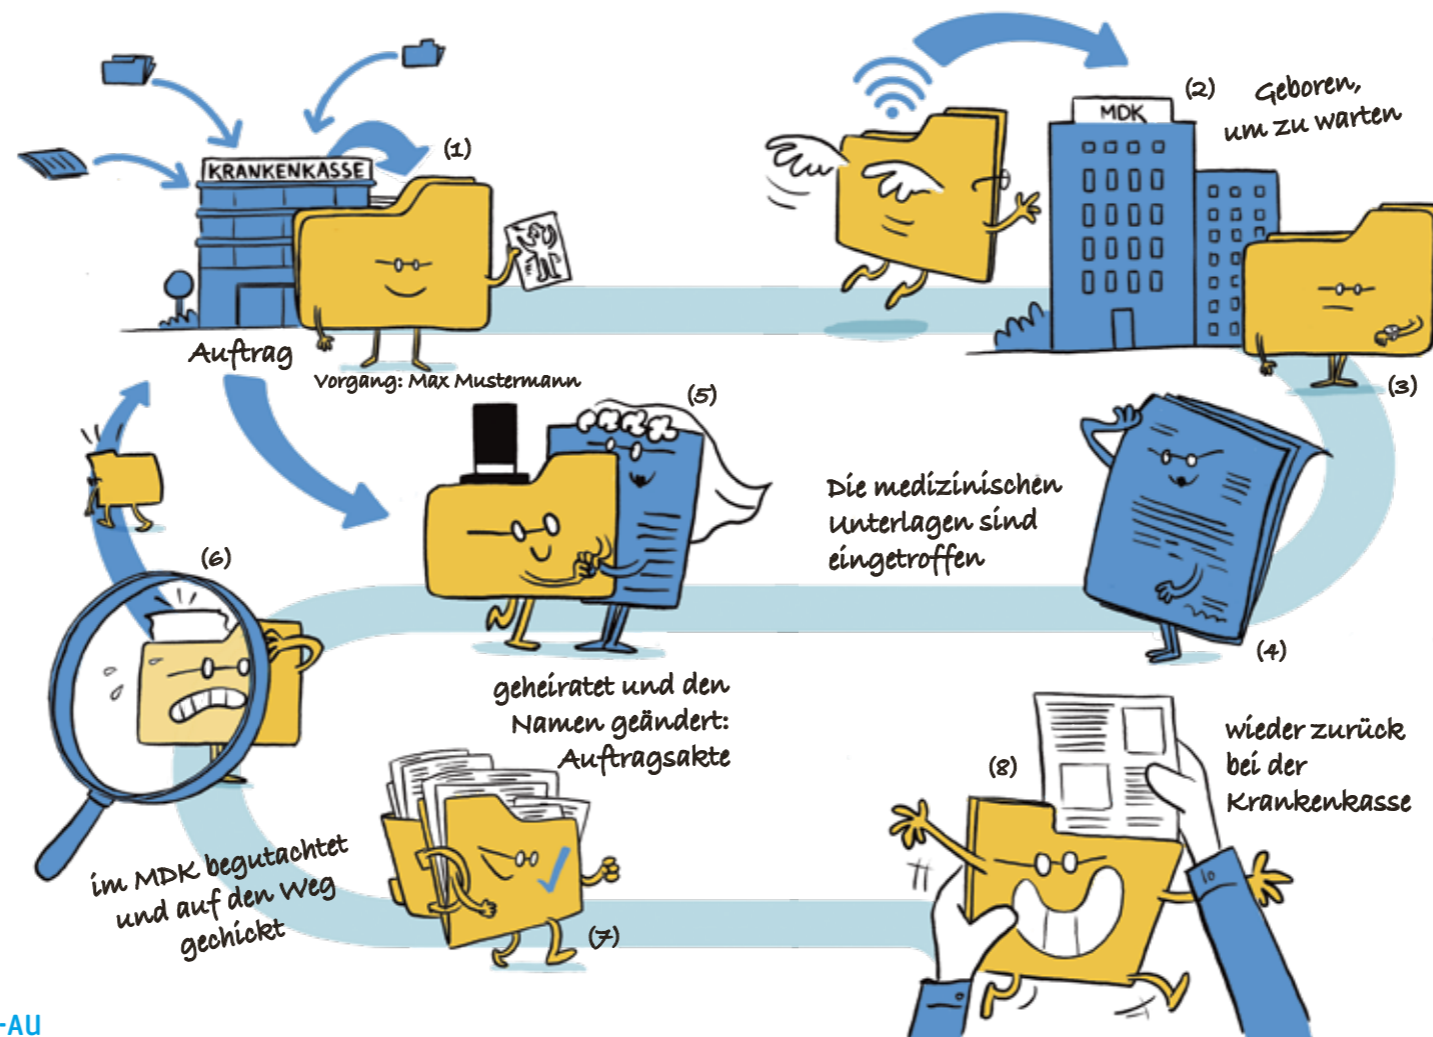 KRANKENKASSE
(1)
Auftrag
Vorgang: Max Mustermann
MDK
(2)
Geboren,
um zu warten
(3)
Die medizinischen
Unterlagen sind
eingetroffen
(4)
(5)
geheiratet und den
Namen geändert:
Auftragsakte
(6)
im MDK begutachtet
und auf den Weg
gechickt
(7)
(8)
wieder zurück
bei der
Krankenkasse
-AU